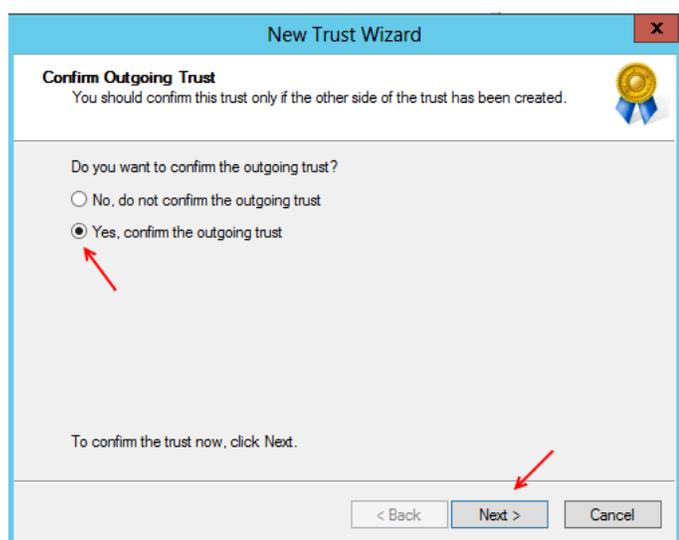 New Trust Wizard
x
Confirm Outgoing Trust
You should confirm this trust only if the other side of the trust has been created.
Do you want to confirm the outgoing trust?
No, do not confirm the outgoing trust
Yes, confirm the outgoing trust
To confirm the trust now, click Next.
< Back Next > Cancel